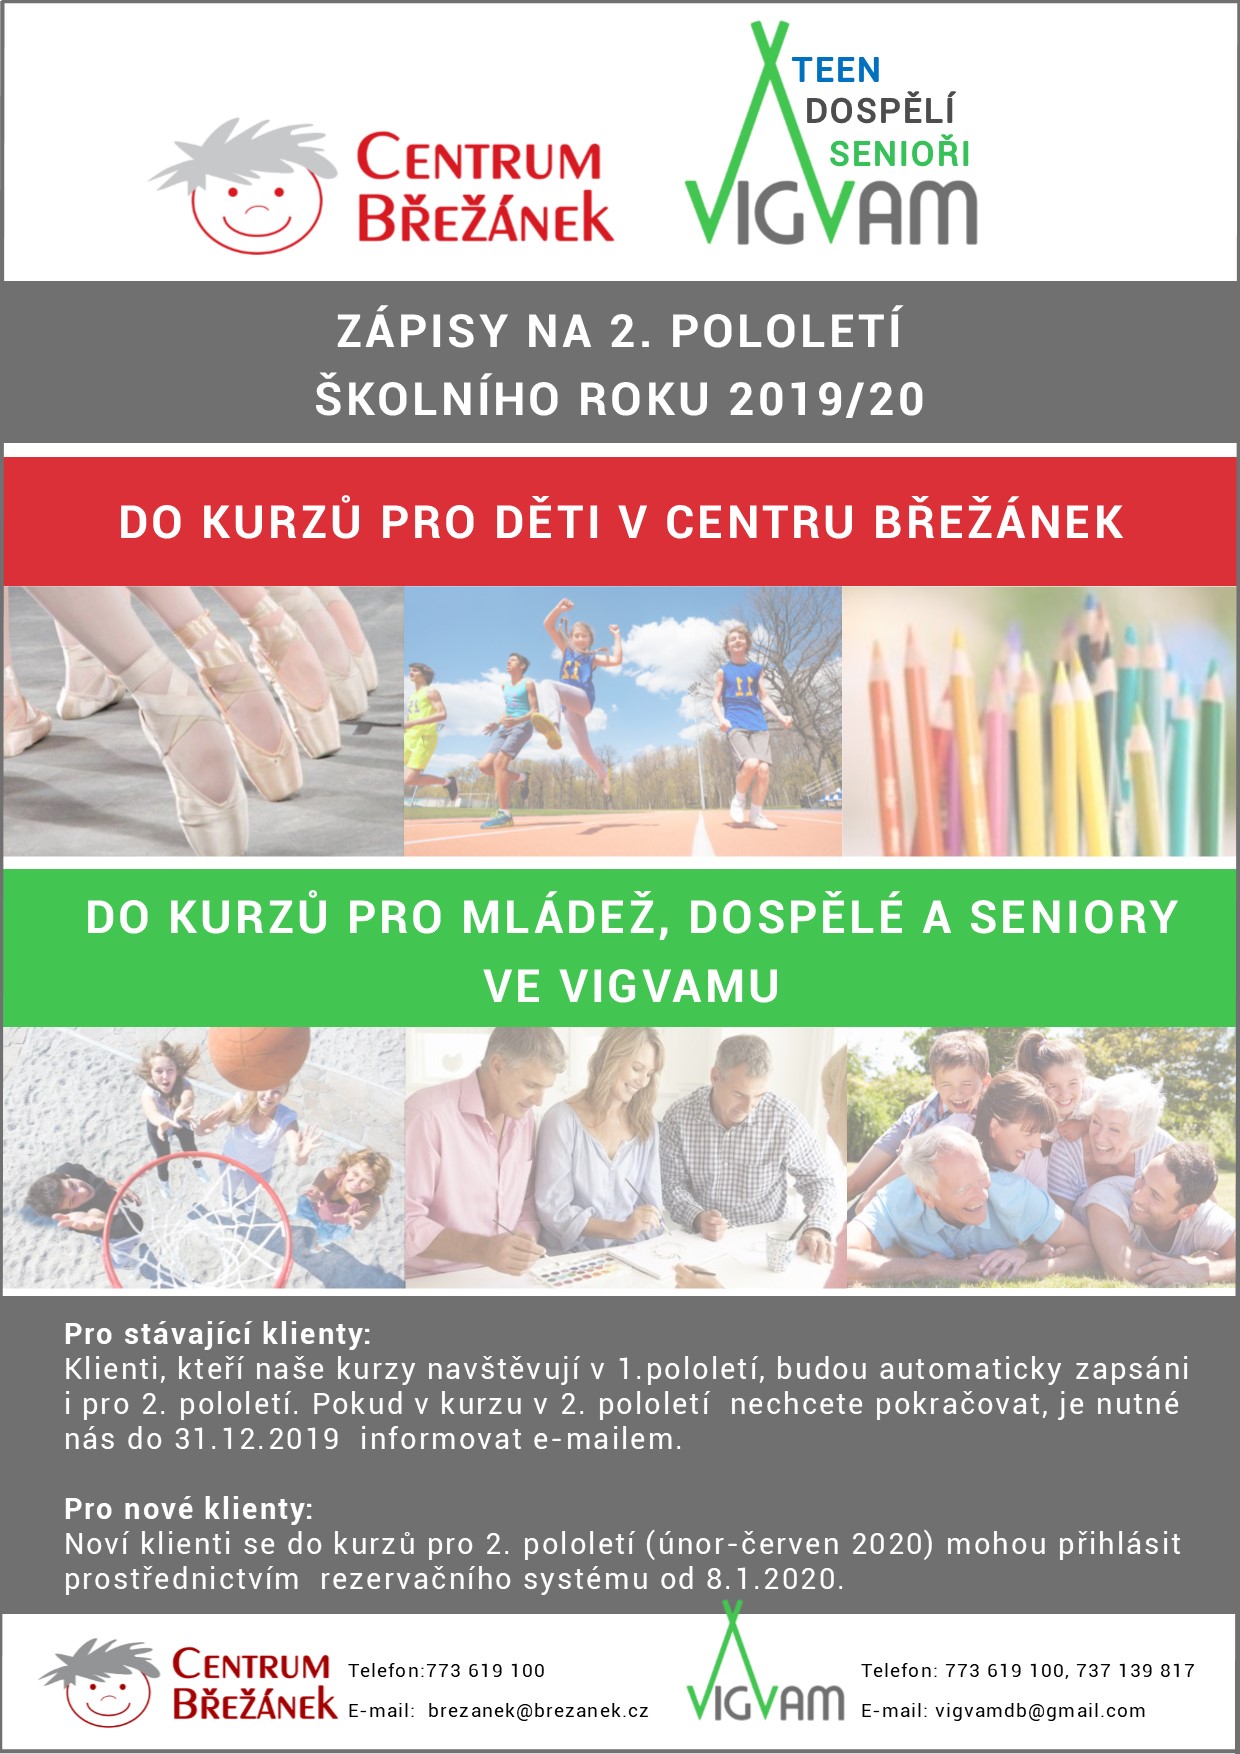 TEEN
DOSPĚLÍ
SENIOŘI
CENTRUM
BŘEŽÁNEK
VIGVAM
ZÁPISY NA 2. POLOLETÍ
ŠKOLNÍHO ROKU 2019/20
DO KURZŮ PRO DĚTI V CENTRU BŘEŽÁNEK
DO KURZŮ PRO MLÁDEŽ, DOSPĚLÉ A SENIORY
VE VIGVAMU
Pro stávající klienty:
Klienti, kteří naše kurzy navštěvují v 1.pololetí, budou automaticky zapsáni
i pro 2. pololetí. Pokud v kurzu v 2. pololetí nechcete pokračovat, je nutné
nás do 31.12.2019 informovat e-mailem.
Pro nové klienty:
Noví klienti se do kurzů pro 2. pololetí (únor-červen 2020) mohou přihlásit
prostřednictvím rezervačního systému od 8.1.2020.
CENTRUM
BŘEŽÁNEK
Telefon:773 619 100
E-mail: brezanek@brezanek.cz
VIGVAM
Telefon: 773 619 100, 737 139 817
E-mail: vigvamdb@gmail.com